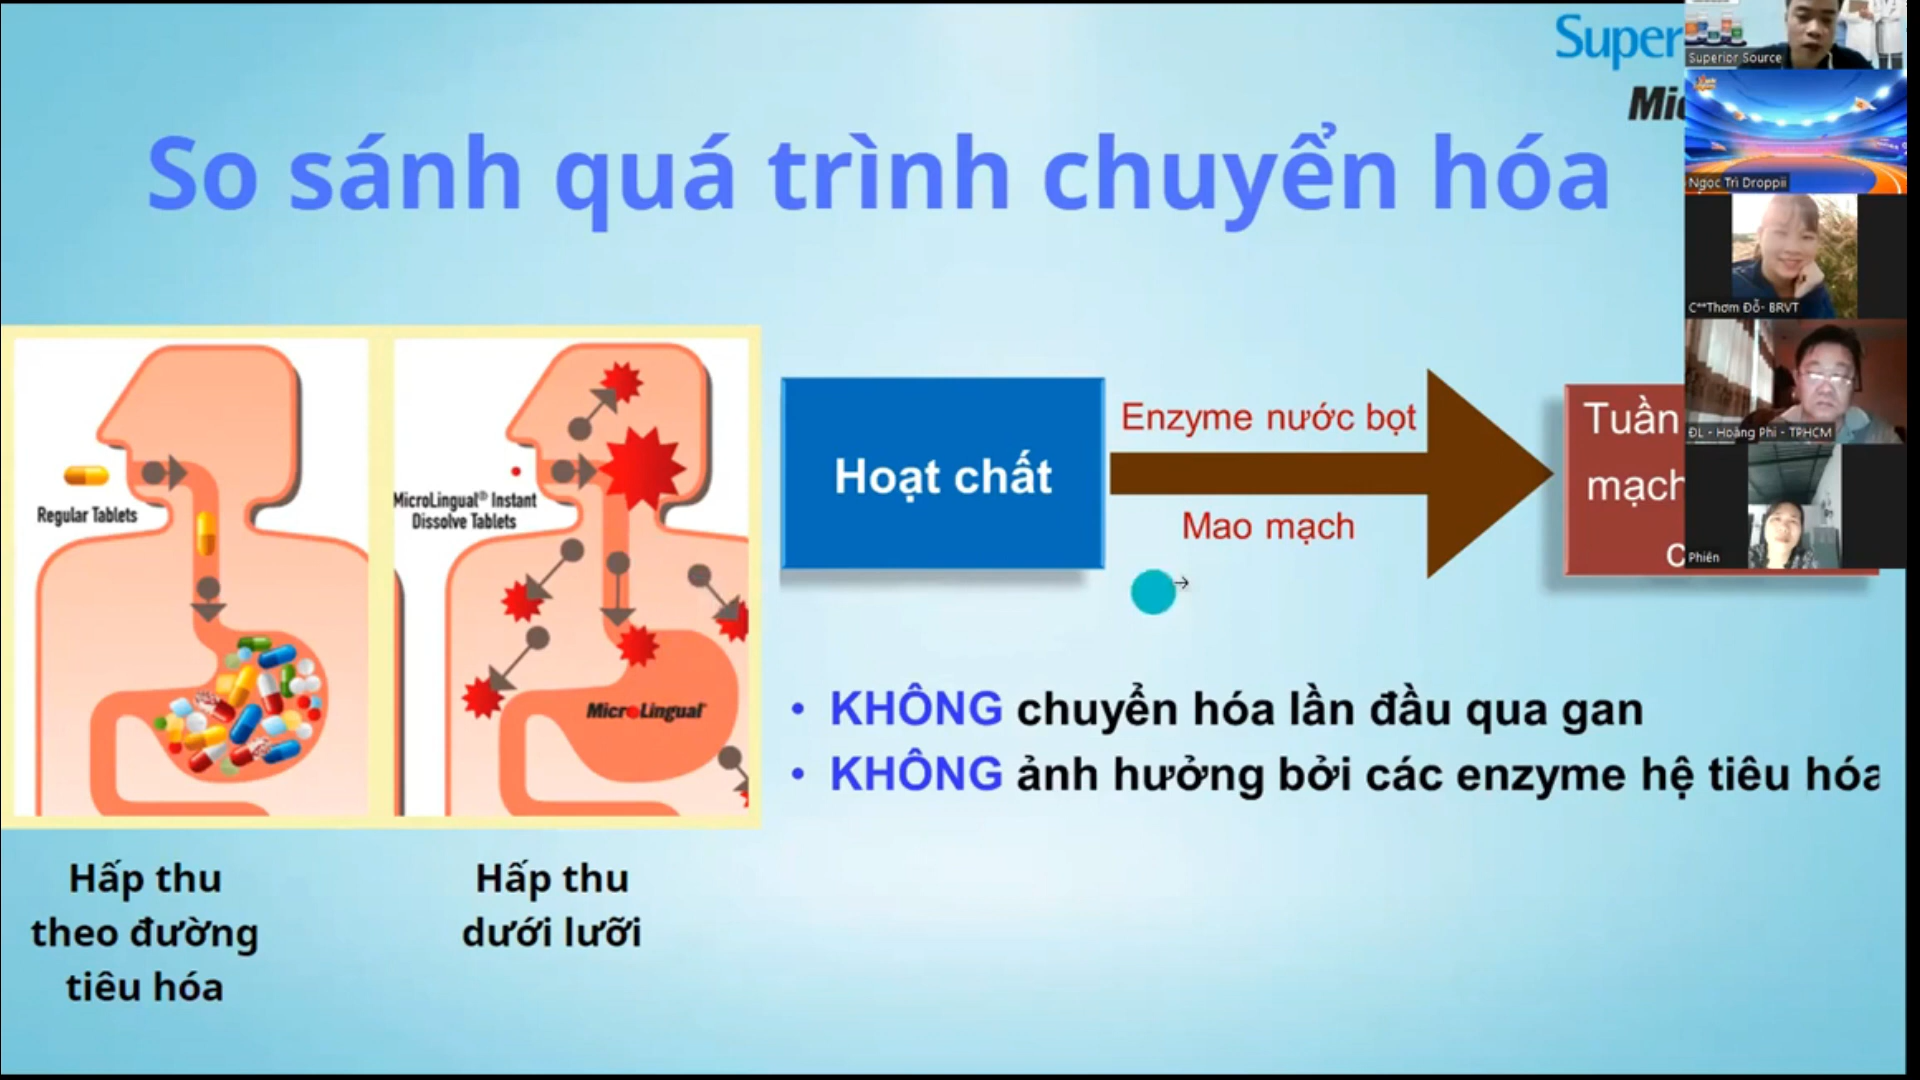 Super
Superior Source
So sánh quá trình chuyển hóa
Ngọc Trì Droppii
C**Thơm Đỗ- BRVT
ĐL - Hoàng Phi - TPHCM
Phiên
Regular Tablets
MicroLingual® Instant
Dissolve Tablets
MicroLingual
Hoạt chất
Enzyme nước bọt
Mao mạch
Tuần
mạch
• KHÔNG chuyển hóa lần đầu qua gan
• KHÔNG ảnh hưởng bởi các enzyme hệ tiêu hóa
Hấp thu
theo đường
tiêu hóa
Hấp thu
dưới lưỡi